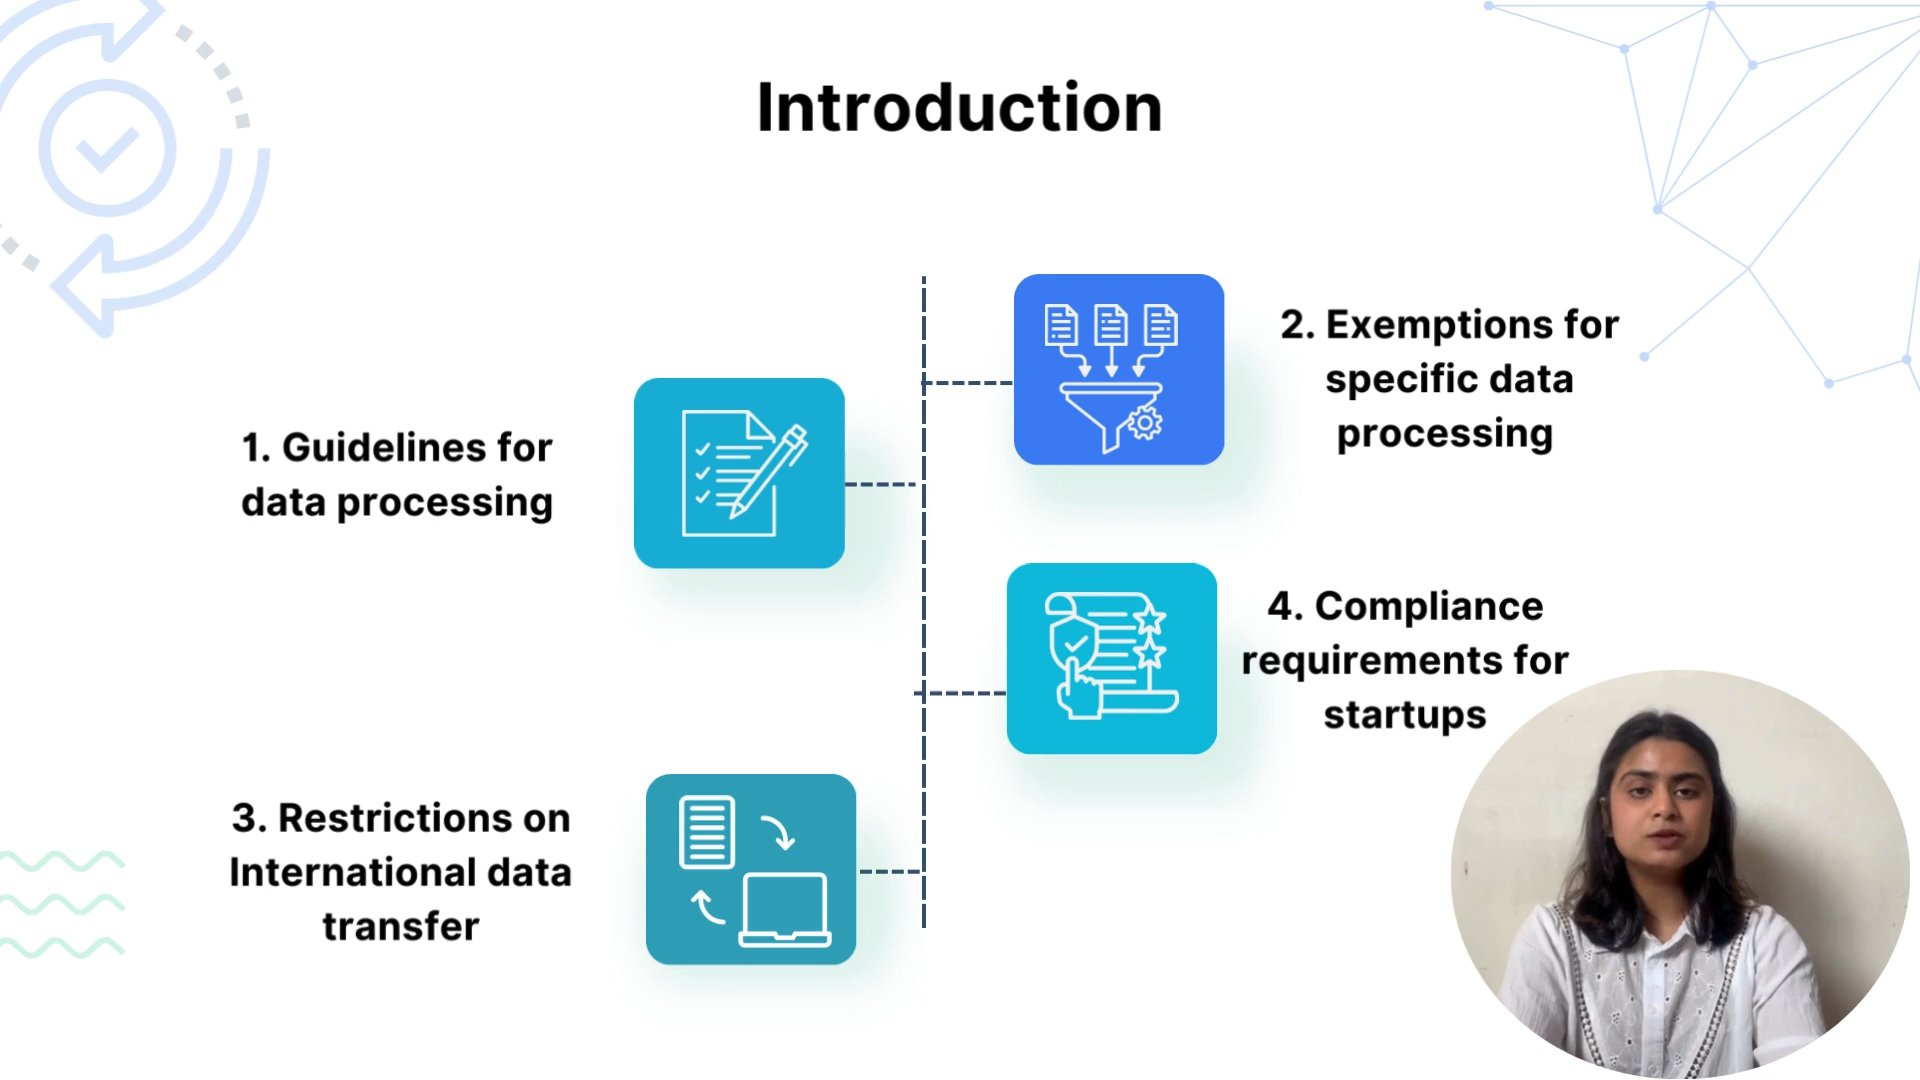 Introduction
1. Guidelines for
data processing
2. Exemptions for
specific data
processing
3. Restrictions on
International data
transfer
4. Compliance
requirements for
startups